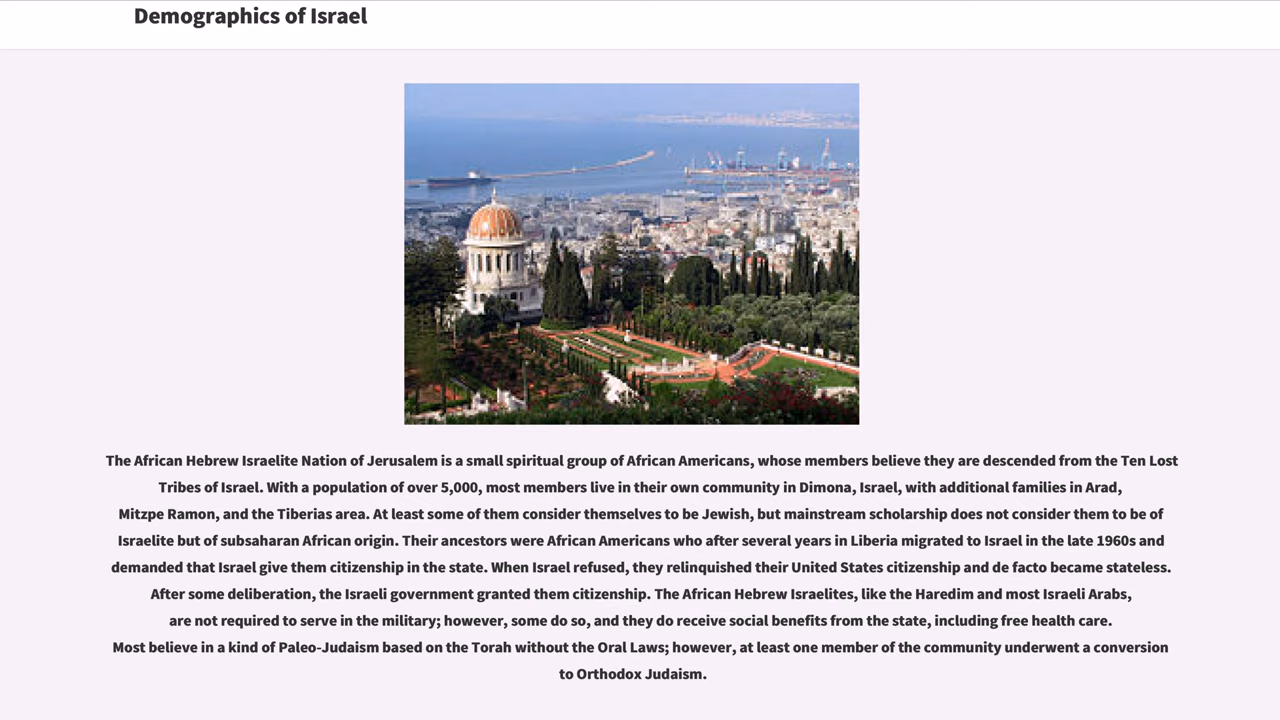 Demographics of Israel
The African Hebrew Israelite Nation of Jerusalem is a small spiritual group of African Americans, whose members believe they are descended from the Ten Lost
Tribes of Israel. With a population of over 5,000, most members live in their own community in Dimona, Israel, with additional families in Arad,
Mitzpe Ramon, and the Tiberias area. At least some of them consider themselves to be Jewish, but mainstream scholarship does not consider them to be of
Israelite but of subsaharan African origin. Their ancestors were African Americans who after several years in Liberia migrated to Israel in the late 1960s and
demanded that Israel give them citizenship in the state. When Israel refused, they relinquished their United States citizenship and de facto became stateless.
After some deliberation, the Israeli government granted them citizenship. The African Hebrew Israelites, like the Haredim and most Israeli Arabs,
are not required to serve in the military; however, some do so, and they do receive social benefits from the state, including free health care.
Most believe in a kind of Paleo-Judaism based on the Torah without the Oral Laws; however, at least one member of the community underwent a conversion
to Orthodox Judaism.